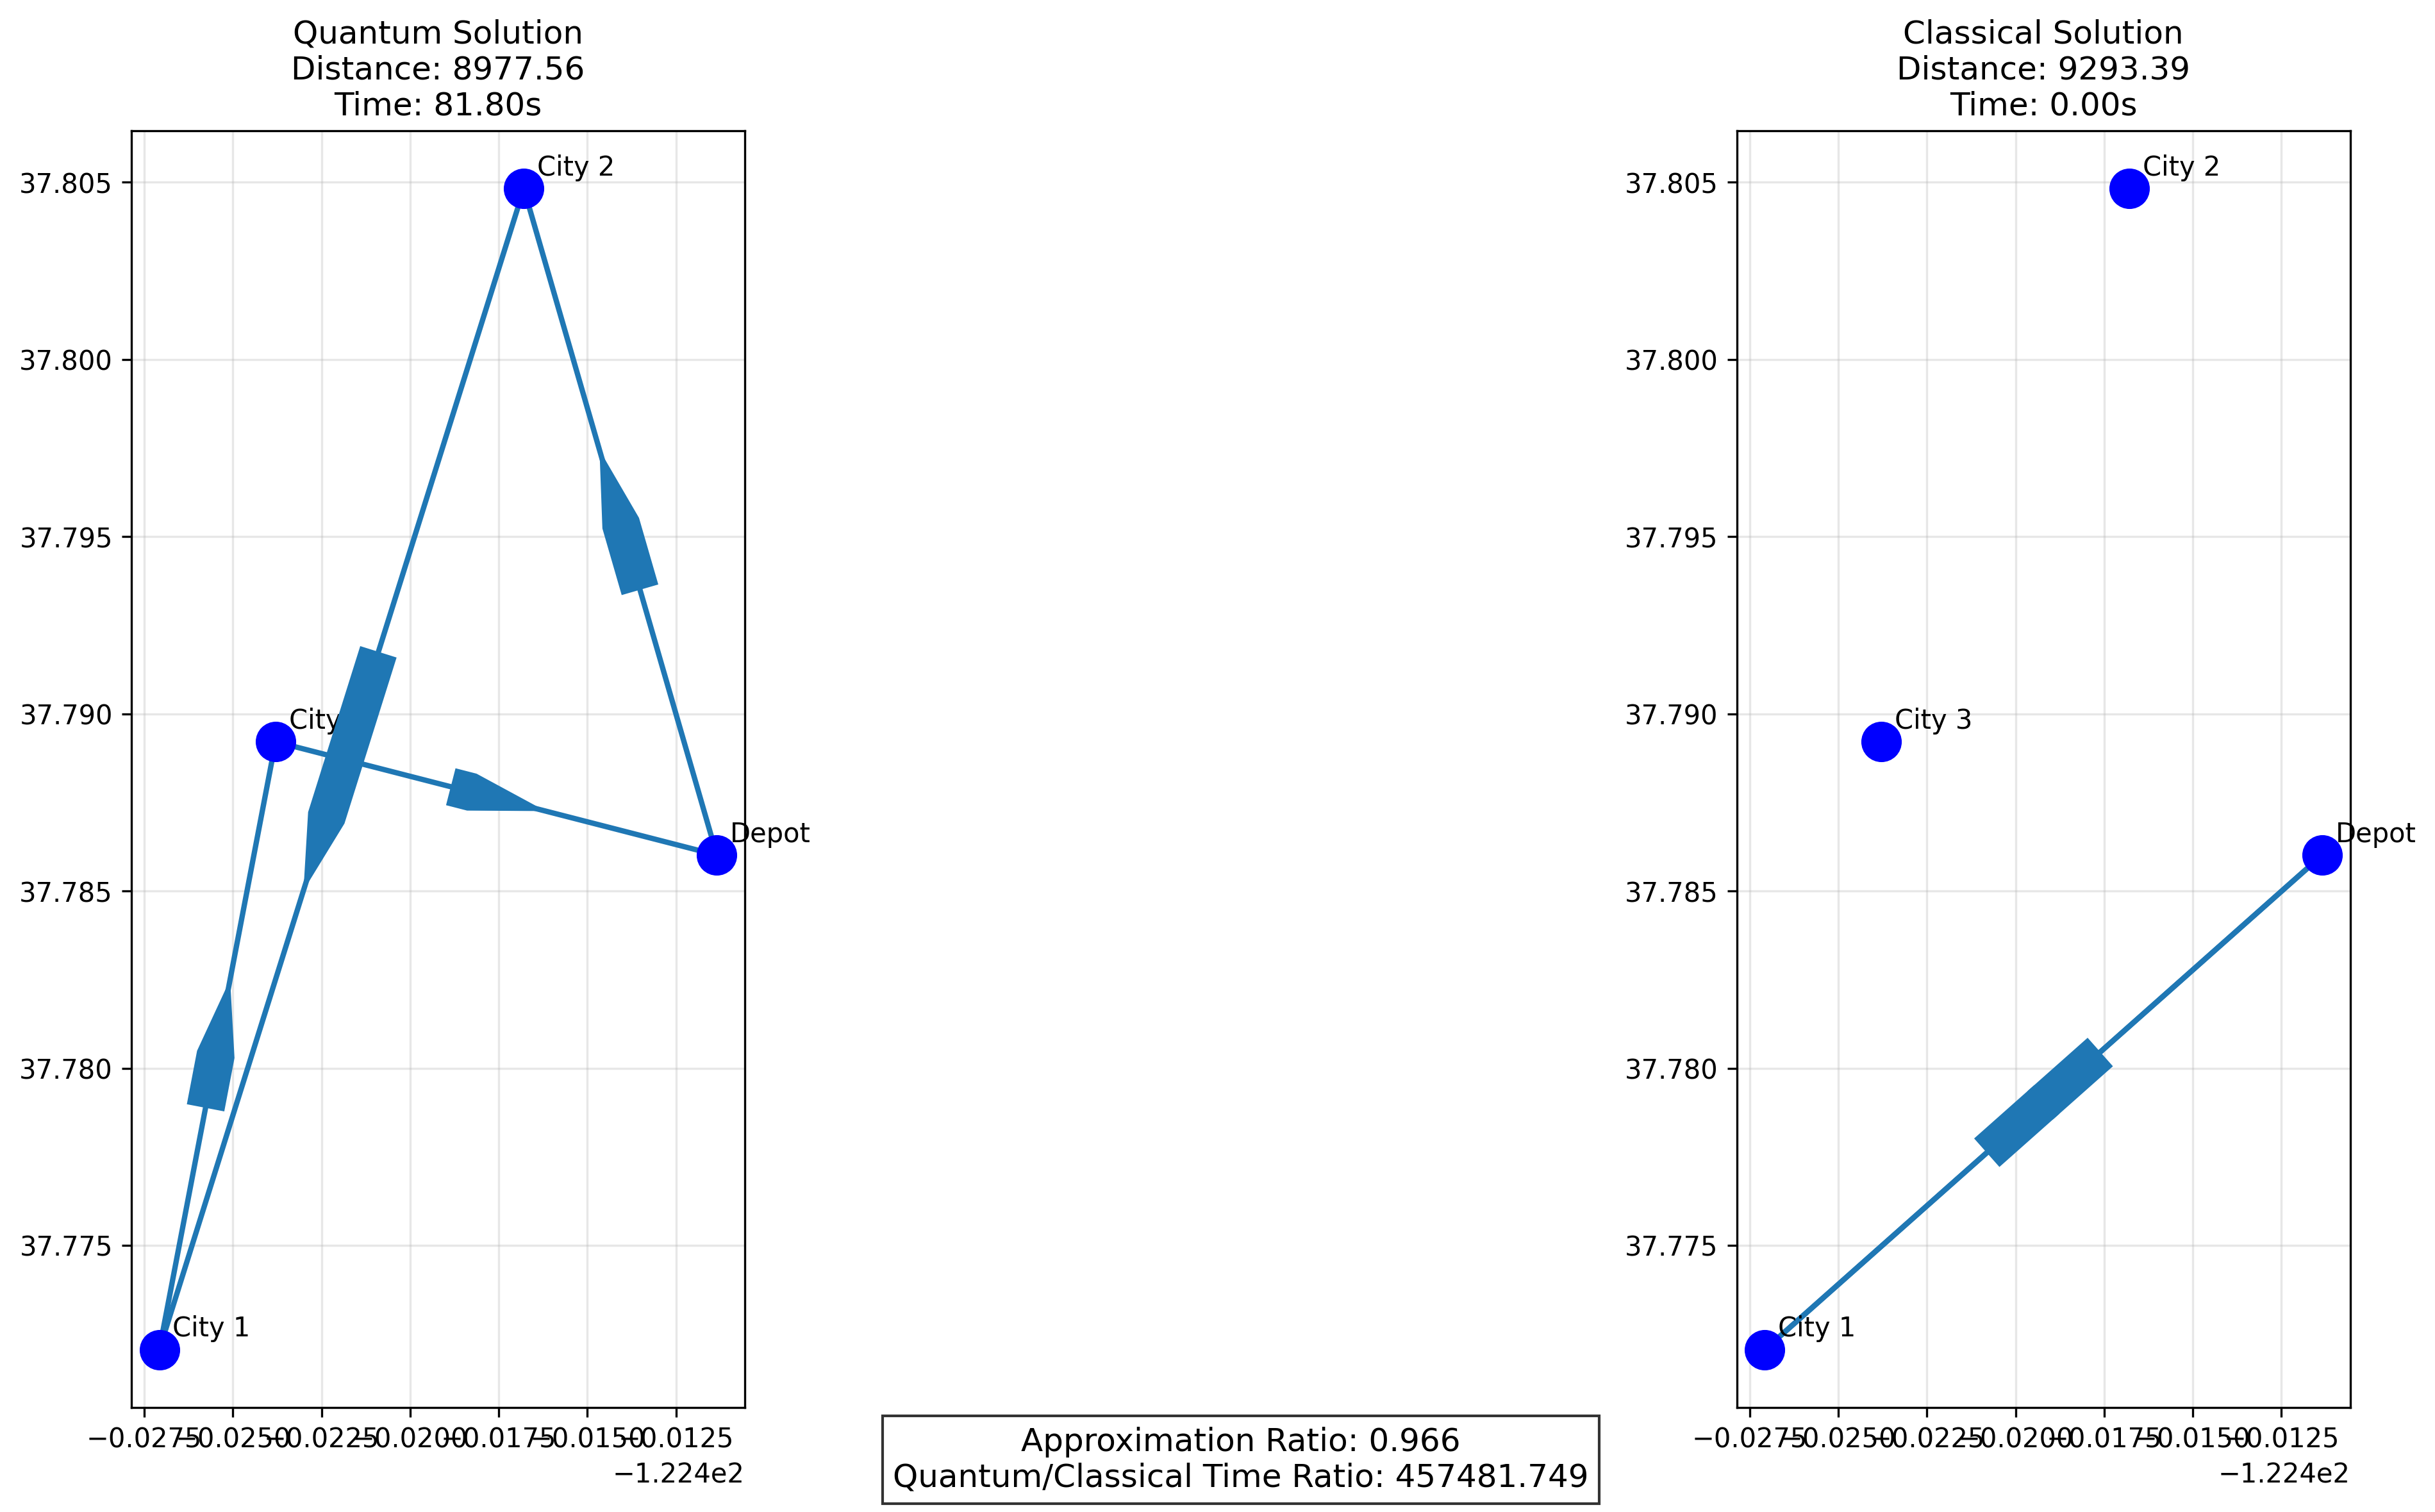 Quantum Solution
Distance: 8977.56
Time: 81.80s
37.805
37.800
37.795
37.790
37.785
37.780
37.775
City 2
City
Depot
City 1
−0.0275
−0.0250
−0.0225
−0.0200
−0.0175
−0.0150
−0.0125
−1.224e2
Classical Solution
Distance: 9293.39
Time: 0.00s
37.805
37.800
37.795
37.790
37.785
37.780
37.775
City 2
City 3
Depot
City 1
−0.0275
−0.0250
−0.0225
−0.0200
−0.0175
−0.0150
−0.0125
−1.224e2
Approximation Ratio: 0.966
Quantum/Classical Time Ratio: 457481.749